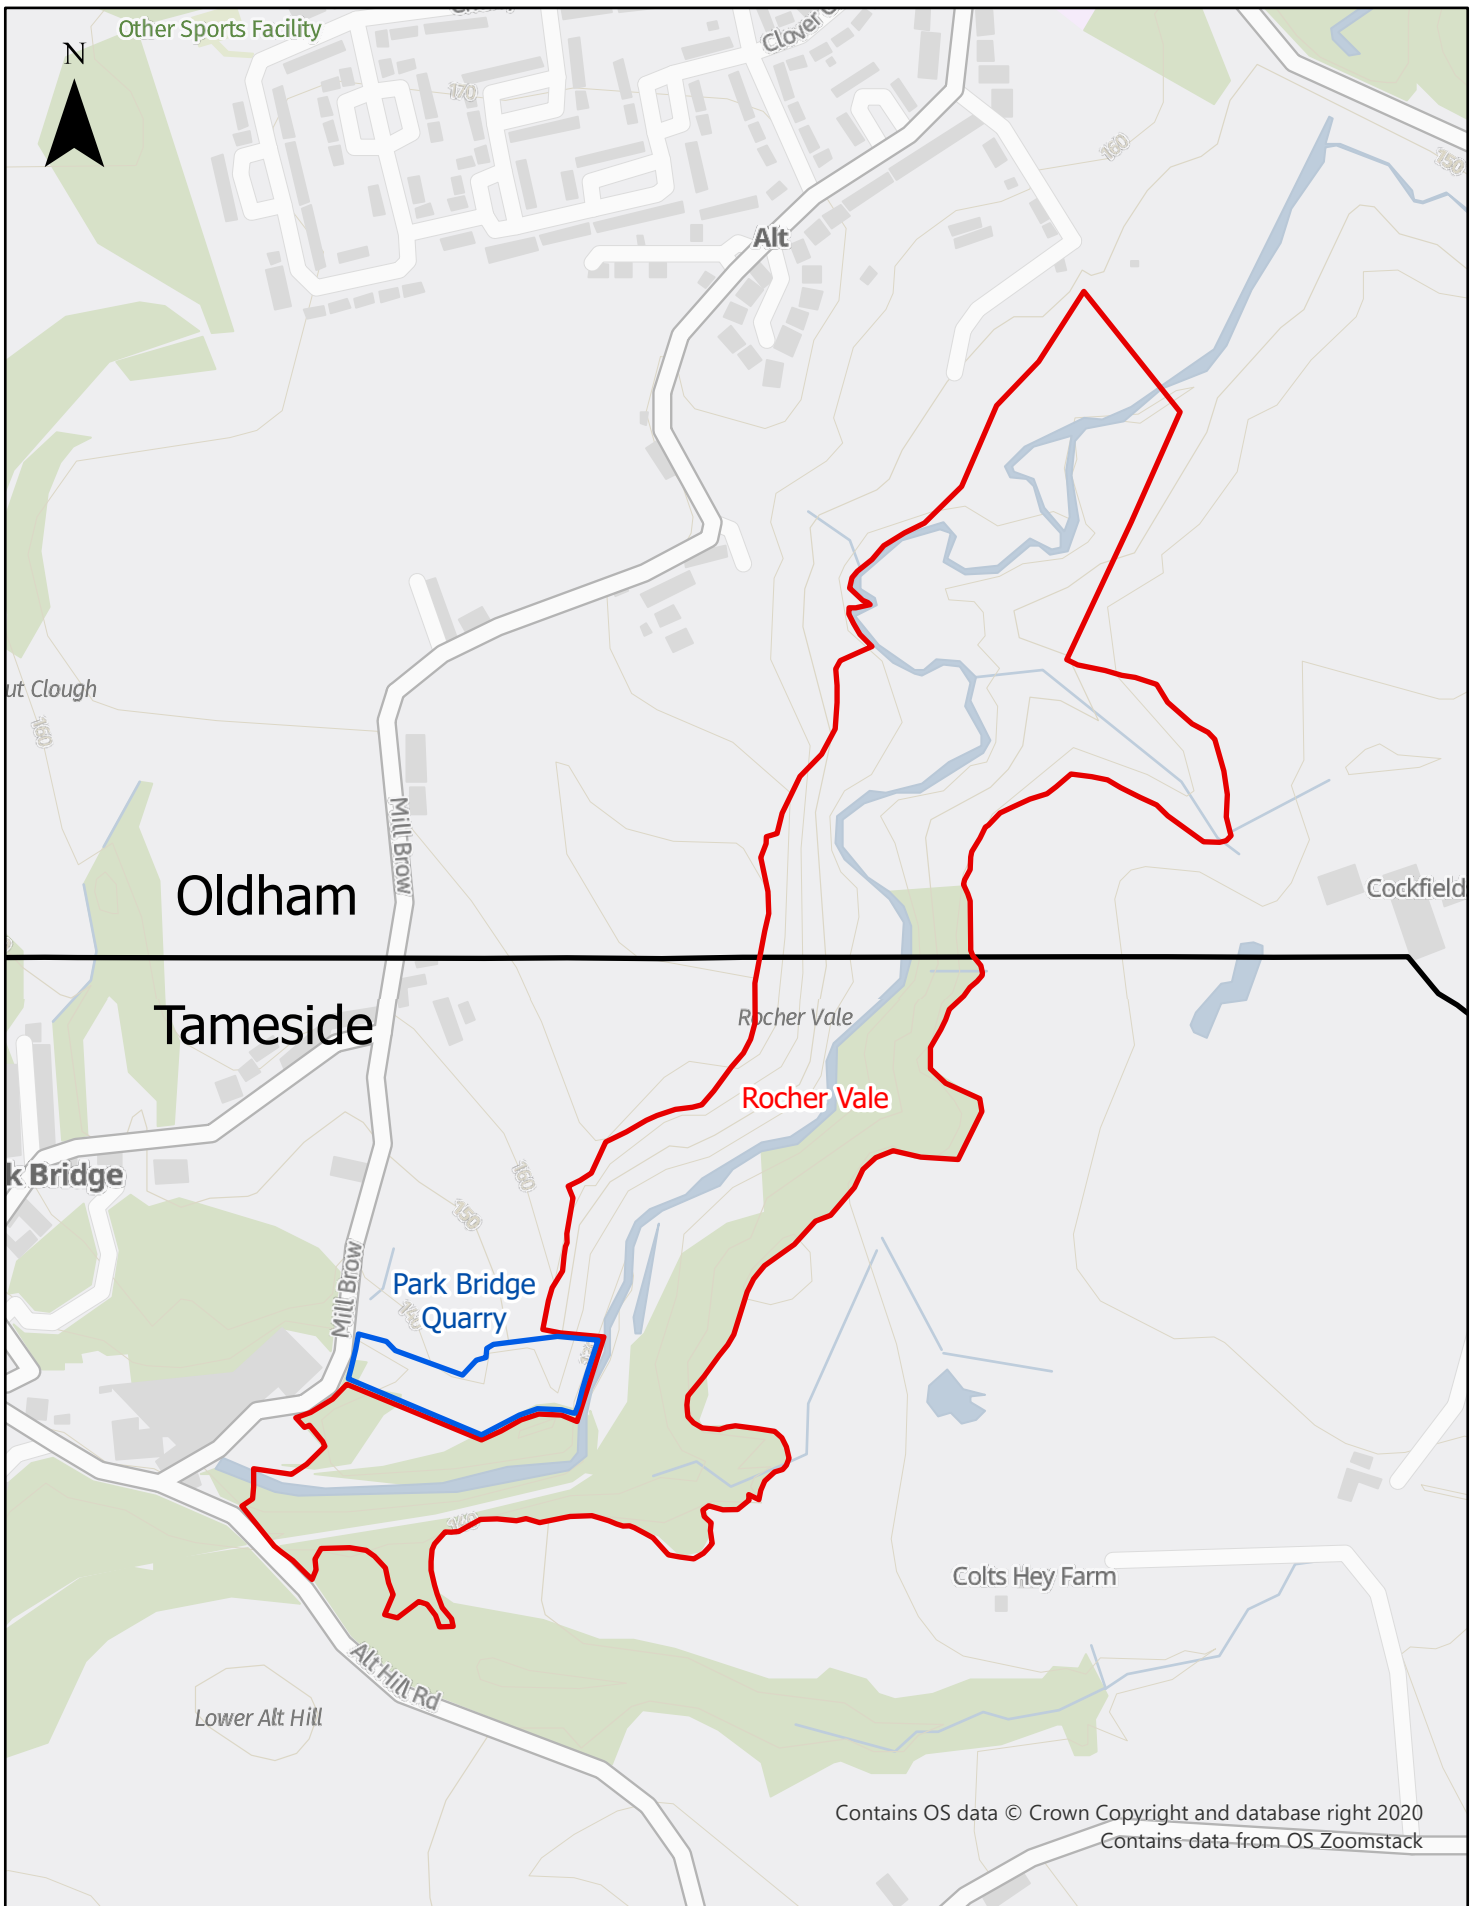 Other Sports Facility
N
170
160
150
Alt
ut Clough
160
Mill Brow
Oldham
Cockfield
Tameside
Rocher Vale
Rocher Vale
k Bridge
160
150
Mill Brow
Park Bridge
Quarry
140
Colts Hey Farm
Alt Hill Rd
Lower Alt Hill
Contains OS data © Crown Copyright and database right 2020
Contains data from OS Zoomstack